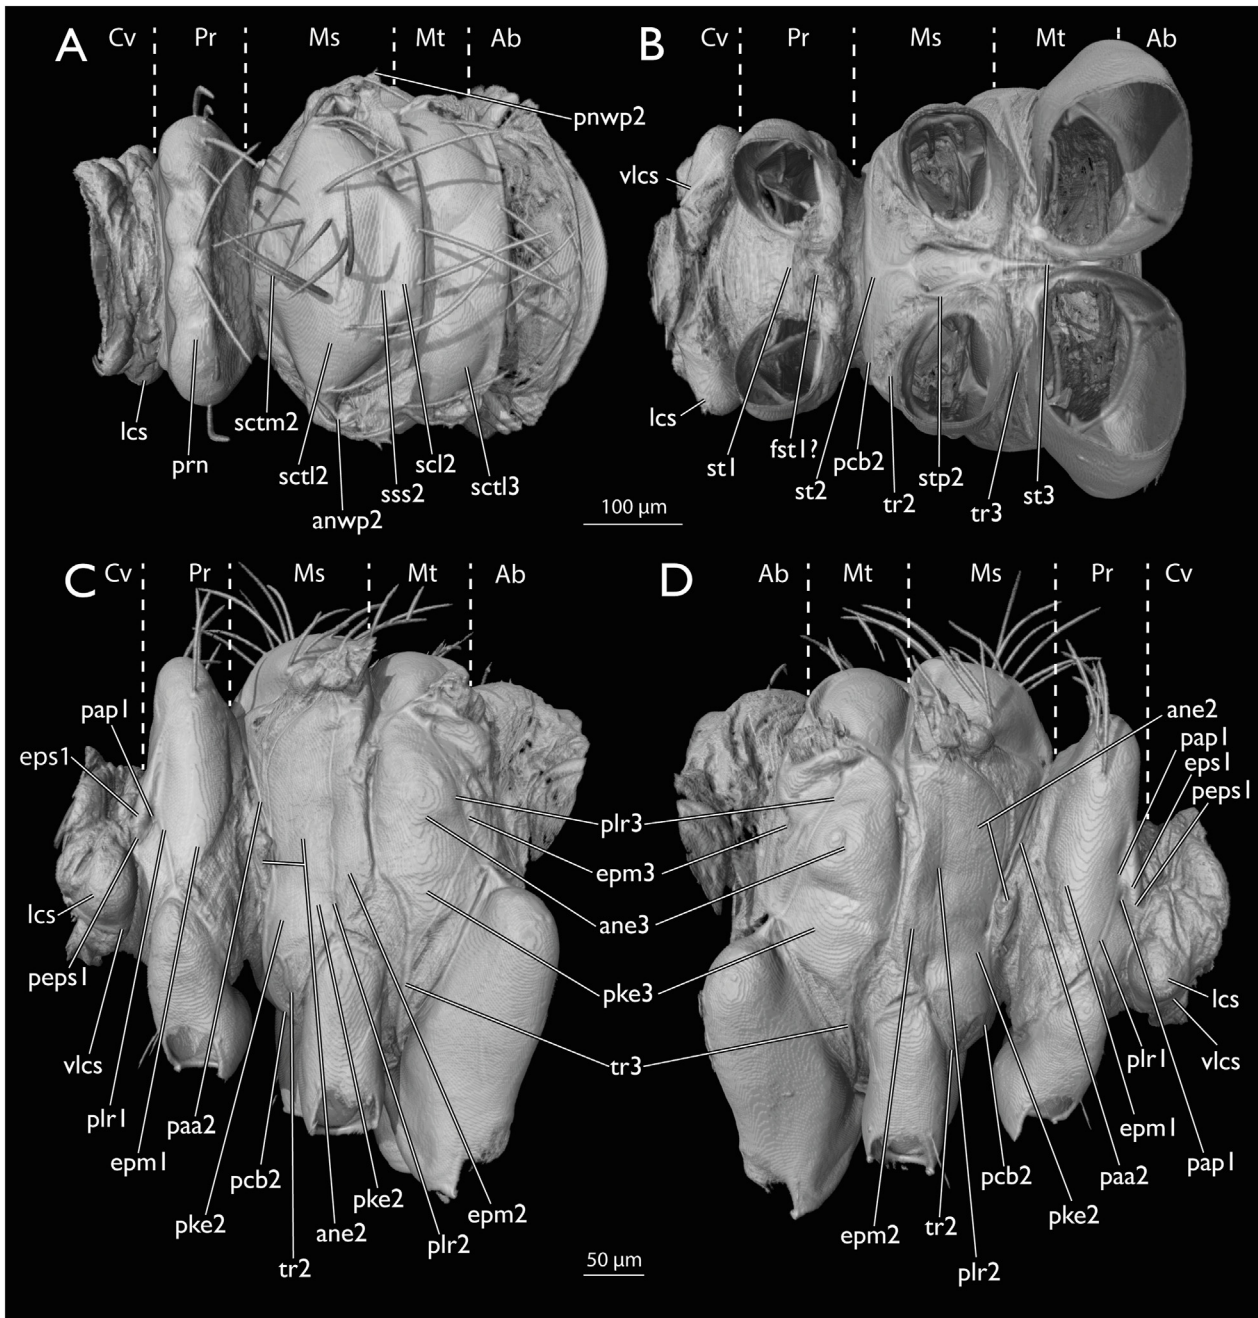 A
Cv
Pr
Ms
Mt
Ab
pnwp2
lcs
prn
sctm2
sctl2
anwp2
sss2
scl2
sctl3
B
Cv
Pr
Ms
Mt
Ab
vlcs
lcs
st1
fst1?
st2
pcb2
tr2
stp2
tr3
st3
100 µm
C
Cv
Pr
Ms
Mt
Ab
pap1
eps1
lcs
peps1
vlcs
plr1
epm1
paa2
pke2
pcb2
tr2
ane2
pke2
plr2
epm2
plr3
epm3
ane3
pke3
tr3
50 µm
D
Ab
Mt
Ms
Pr
Cv
ane2
pap1
eps1
peps1
lcs
vlcs
plr1
epm1
pap1
paa2
pke2
pcb2
plr2
tr2
epm2